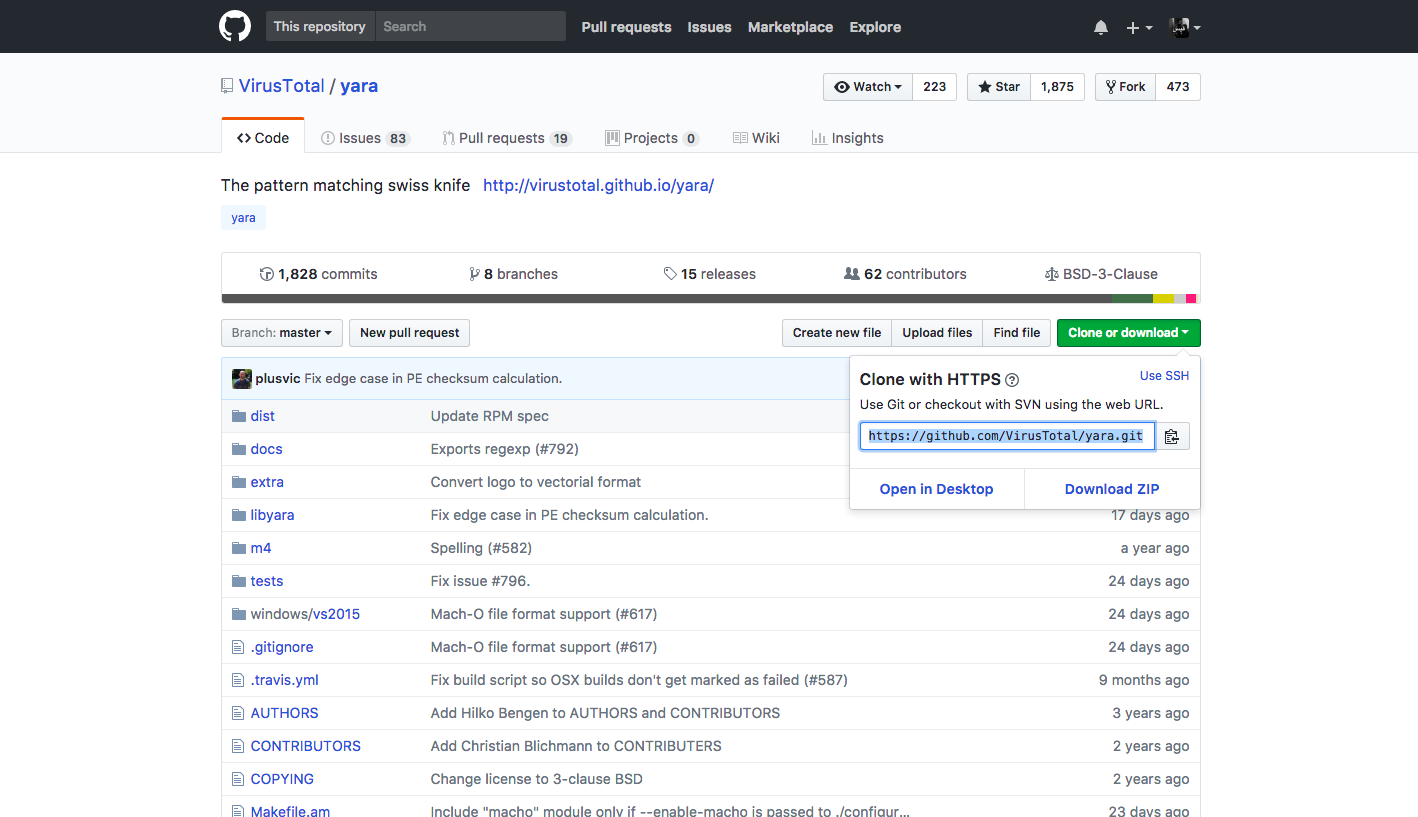 This repository Search Pull requests Issues Marketplace Explore
VirusTotal / yara Watch 223 Star 1,875 Fork 473
Code Issues 83 Pull requests 19 Projects 0 Wiki Insights
The pattern matching swiss knife http://virustotal.github.io/yara/
yara
1,828 commits 8 branches 15 releases 62 contributors BSD-3-Clause
Branch: master New pull request Create new file Upload files Find file Clone or download
plusvic Fix edge case in PE checksum calculation.
Clone with HTTPS Use SSH
Use Git or checkout with SVN using the web URL.
https://github.com/VirusTotal/yara.git
Open in Desktop Download ZIP
dist Update RPM spec
docs Exports regexp (#792)
extra Convert logo to vectorial format
libyara Fix edge case in PE checksum calculation. 17 days ago
m4 Spelling (#582) a year ago
tests Fix issue #796. 24 days ago
windows/vs2015 Mach-O file format support (#617) 24 days ago
.gitignore Mach-O file format support (#617) 24 days ago
.travis.yml Fix build script so OSX builds don't get marked as failed (#587) 9 months ago
AUTHORS Add Hilko Bengen to AUTHORS and CONTRIBUTORS 3 years ago
CONTRIBUTORS Add Christian Blichmann to CONTRIBUTERS 2 years ago
COPYING Change license to 3-clause BSD 2 years ago
Makefile.am Include "macho" module only if --enable-macho is passed to ./configur… 23 days ago